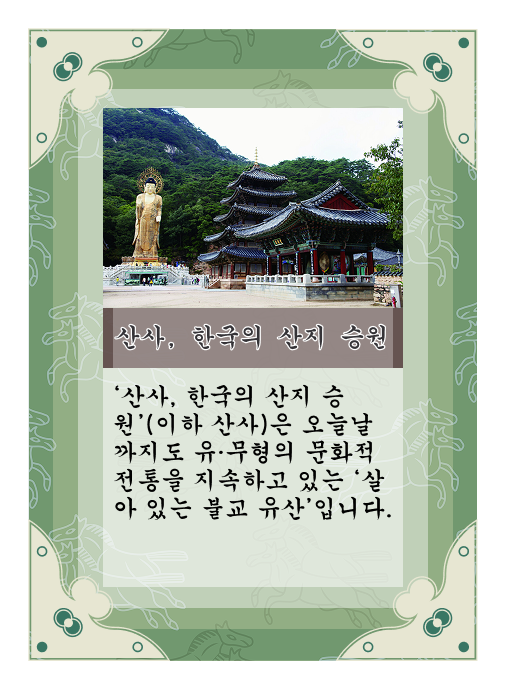 산사, 한국의 산지 승원
‘산사, 한국의 산지 승
원’(이하 산사)은 오늘날
까지도 유·무형의 문화적
전통을 지속하고 있는 ‘살
아 있는 불교 유산’입니다.